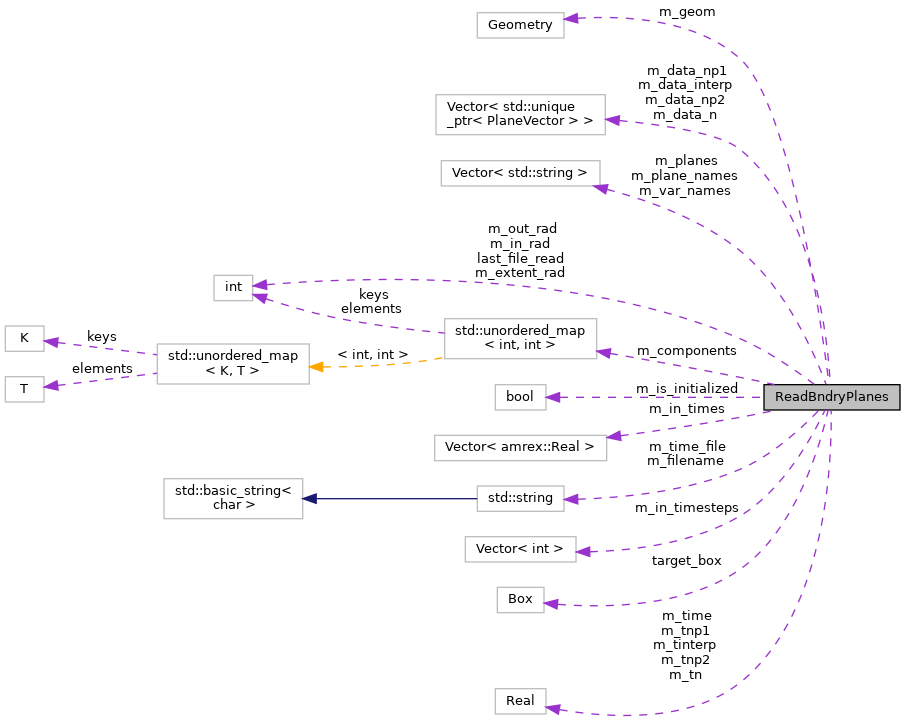 m_geom
Geometry
m_data_np1
m_data_interp
m_data_np2
m_data_n
Vector< std::unique
_ptr< PlaneVector > >
m_planes
m_plane_names
m_var_names
Vector< std::string >
m_out_rad
m_in_rad
last_file_read
m_extent_rad
int
keys
elements
std::unordered_map
< int, int >
K
keys
std::unordered_map
< K, T >
< int, int >
m_components
elements
T
bool
m_is_initialized
ReadBndryPlanes
m_in_times
Vector< amrex::Real >
m_time_file
m_filename
std::basic_string<
char >
std::string
m_in_timesteps
Vector< int >
target_box
Box
m_time
m_tnp1
m_tinterp
m_tnp2
m_tn
Real